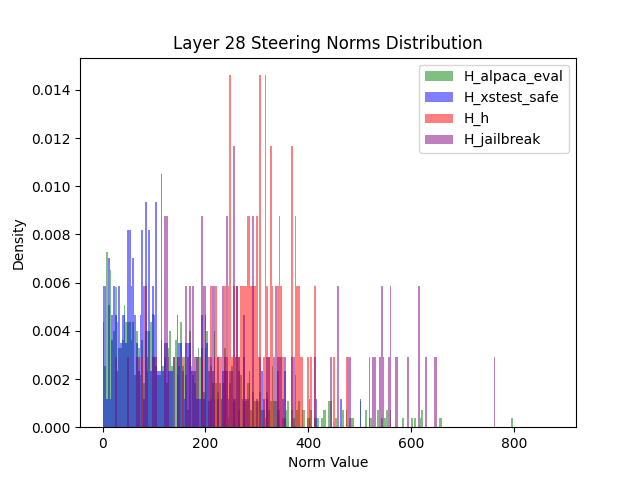 Layer 28 Steering Norms Distribution
H_alpaca_eval
H_xstest_safe
H_h
H_jailbreak
Density
0.014
0.012
0.010
0.008
0.006
0.004
0.002
0.000
0
200
400
600
800
Norm Value